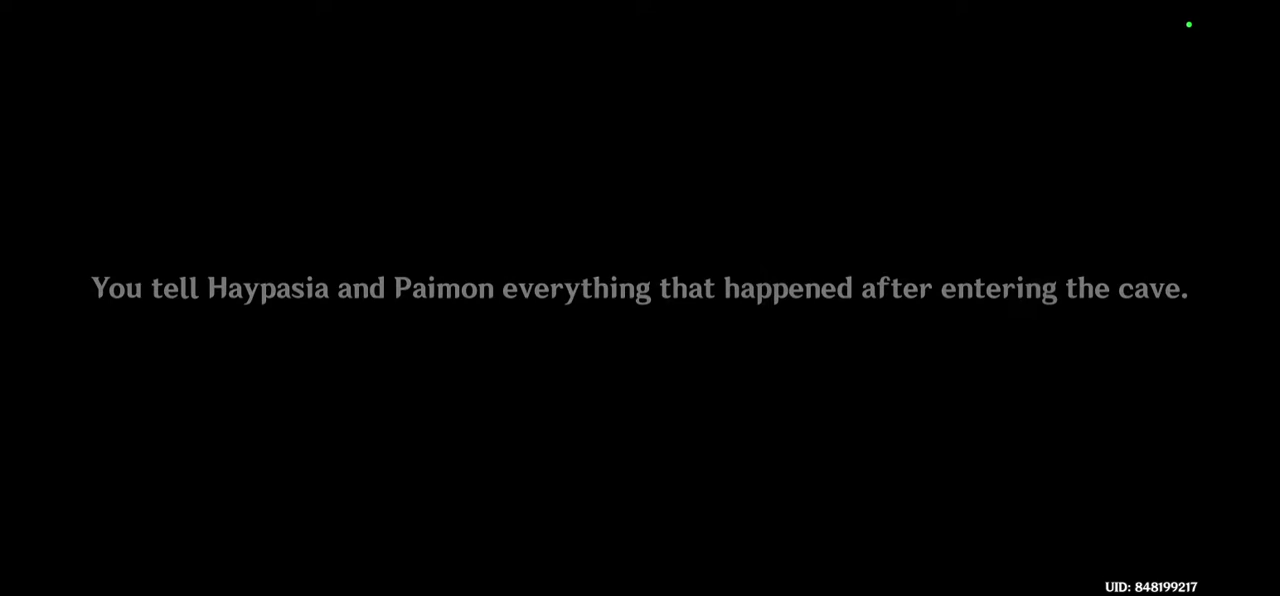 You tell Haypasia and Paimon everything that happened after entering the cave.
UID: 848199217